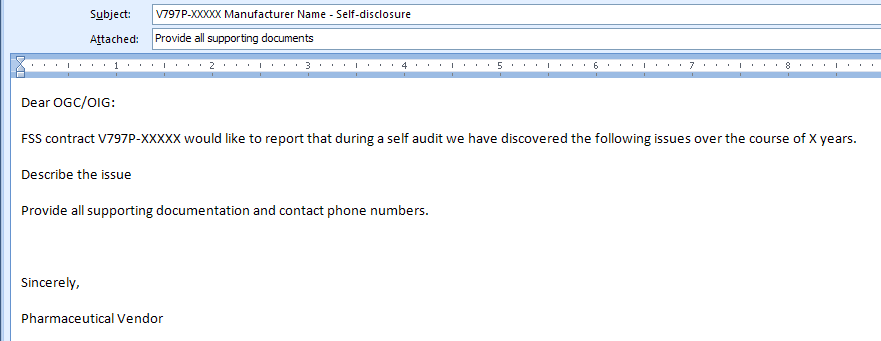 Subject: V797P-XXXXX Manufacturer Name - Self-disclosure
Attached: Provide all supporting documents
1 2 3 4 5 6 7 8
Dear OGC/OIG:
FSS contract V797P-XXXXX would like to report that during a self audit we have discovered the following issues over the course of X years.
Describe the issue
Provide all supporting documentation and contact phone numbers.
Sincerely,
Pharmaceutical Vendor